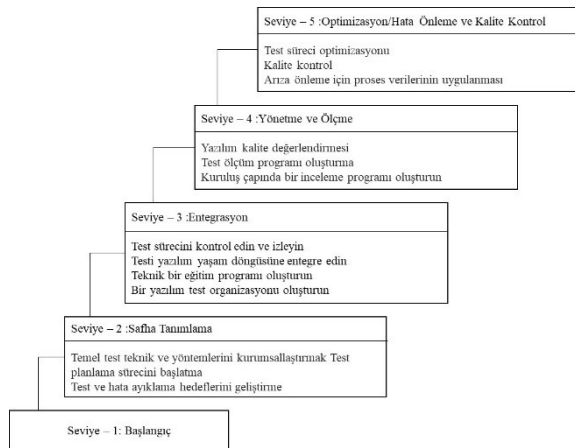 Seviye – 5 :Optimizasyon/Hata Önleme ve Kalite Kontrol
Test süreci optimizasyonu
Kalite kontrol
Arıza önleme için proses verilerinin uygulanması
Seviye – 4 :Yönetme ve Ölçme
Yazılım kalite değerlendirmesi
Test ölçüm programı oluşturma
Kuruluş çapında bir inceleme programı oluşturun
Seviye – 3 :Entegrasyon
Test sürecini kontrol edin ve izleyin
Testi yazılım yaşam döngüsüne entegre edin
Teknik bir eğitim programı oluşturun
Bir yazılım test organizasyonu oluşturun
Seviye – 2 :Safha Tanımlama
Temel test teknik ve yöntemlerini kurumsallaştırmak Test
planlama sürecini başlatma
Test ve hata ayıklama hedeflerini geliştirme
Seviye – 1: Başlangıç